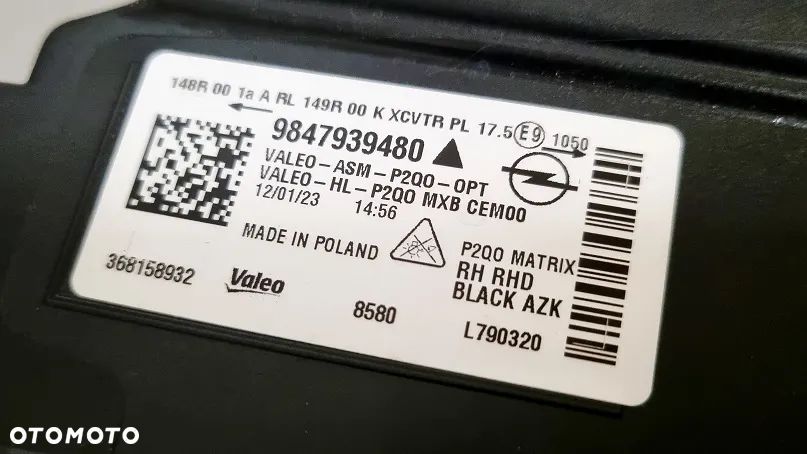 148R 00 1a A RL 149R 00 K XCVTR PL 17.5 E9 1050
9847939480
VALEO-ASM-P2QO-OPT
VALEO-HL-P2QO MXB CEM00
12/01/23 14:56
MADE IN POLAND
P2QO MATRIX
RH RHD
BLACK AZK
368158932
Valeo
8580
L790320
OTOMOTO